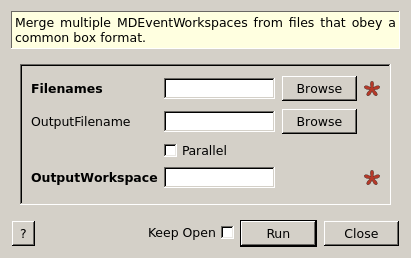 Merge multiple MDEventWorkspaces from files that obey a
common box format.
Filenames Browse *
OutputFilename Browse
Parallel
OutputWorkspace *
? Keep Open Run Close